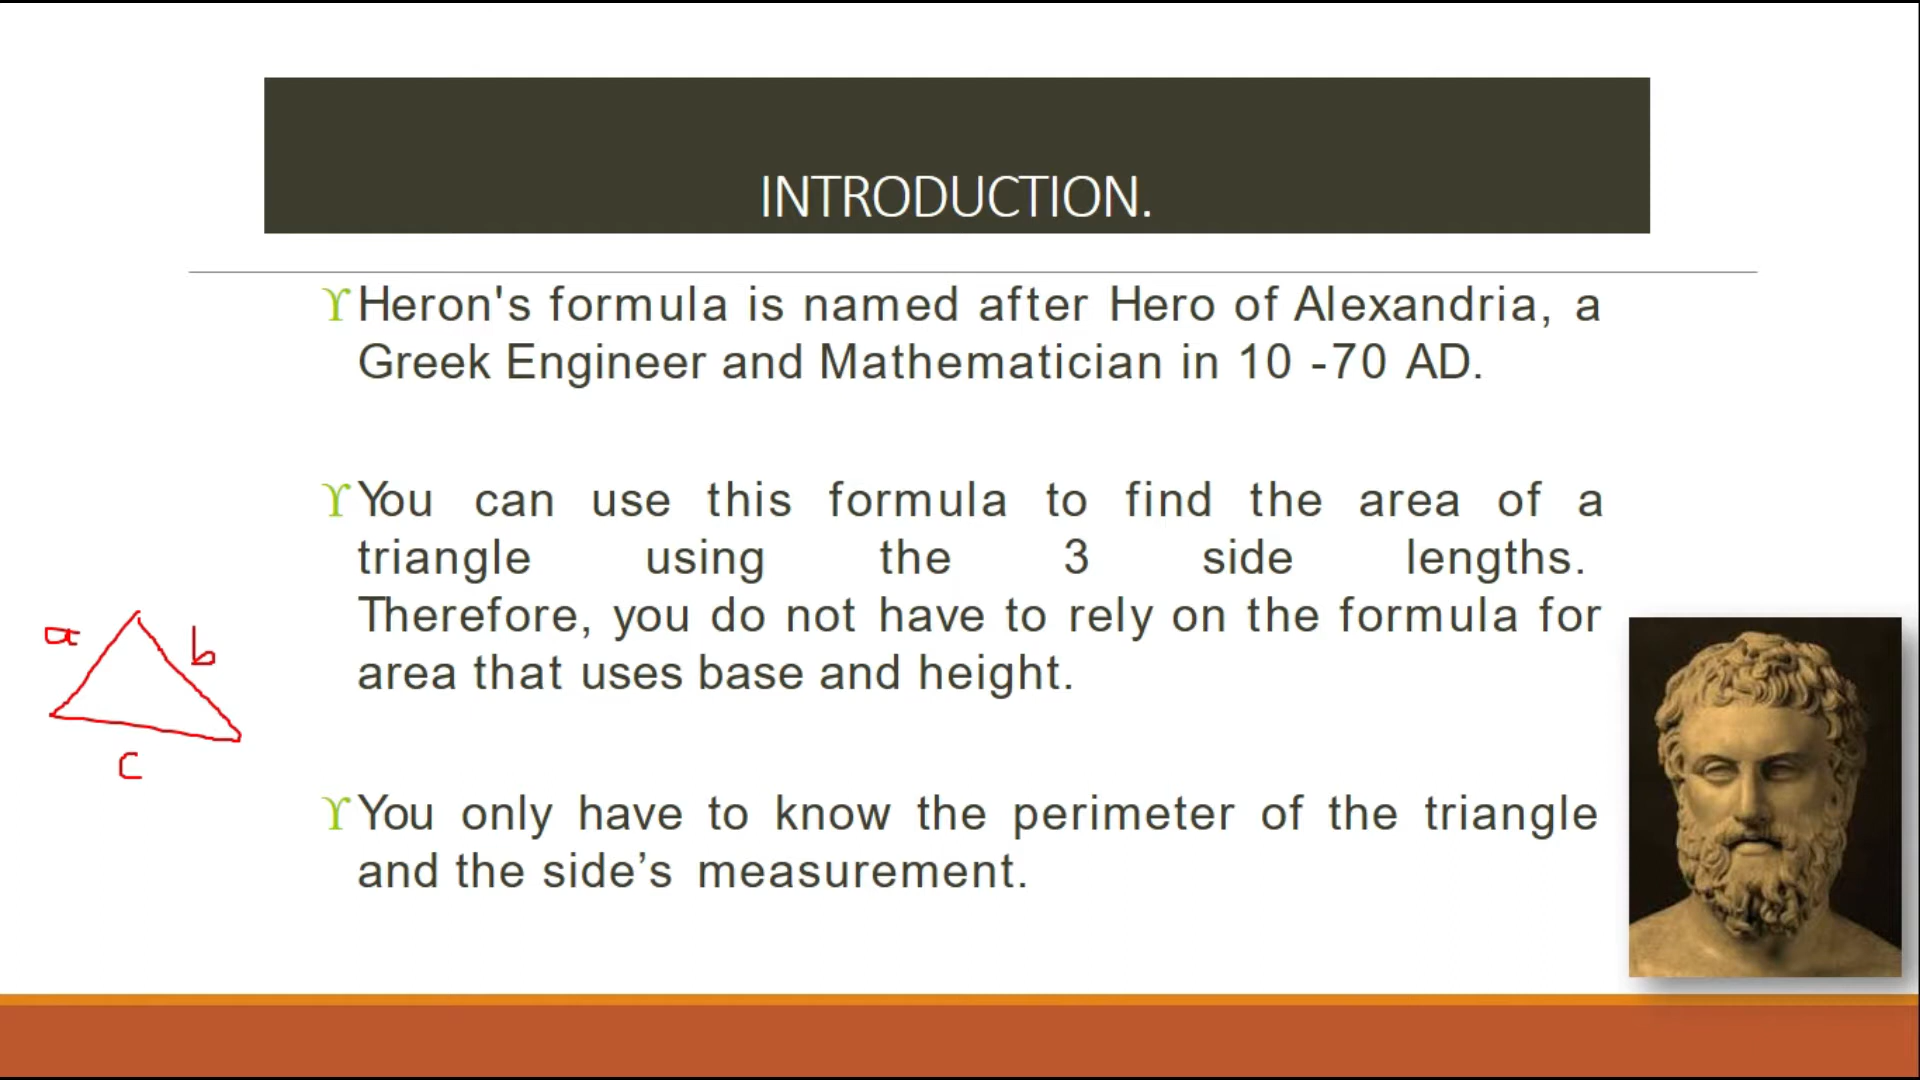 INTRODUCTION.
Heron's formula is named after Hero of Alexandria, a
Greek Engineer and Mathematician in 10 -70 AD.
You can use this formula to find the area of a
triangle using the 3 side lengths.
Therefore, you do not have to rely on the formula for
area that uses base and height.
a
b
c
You only have to know the perimeter of the triangle
and the side’s measurement.